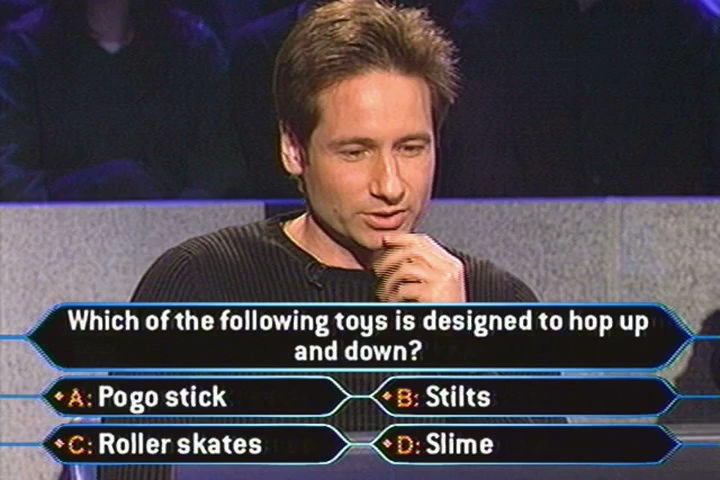 Which of the following toys is designed to hop up
and down?
A: Pogo stick
B: Stilts
C: Roller skates
D: Slime